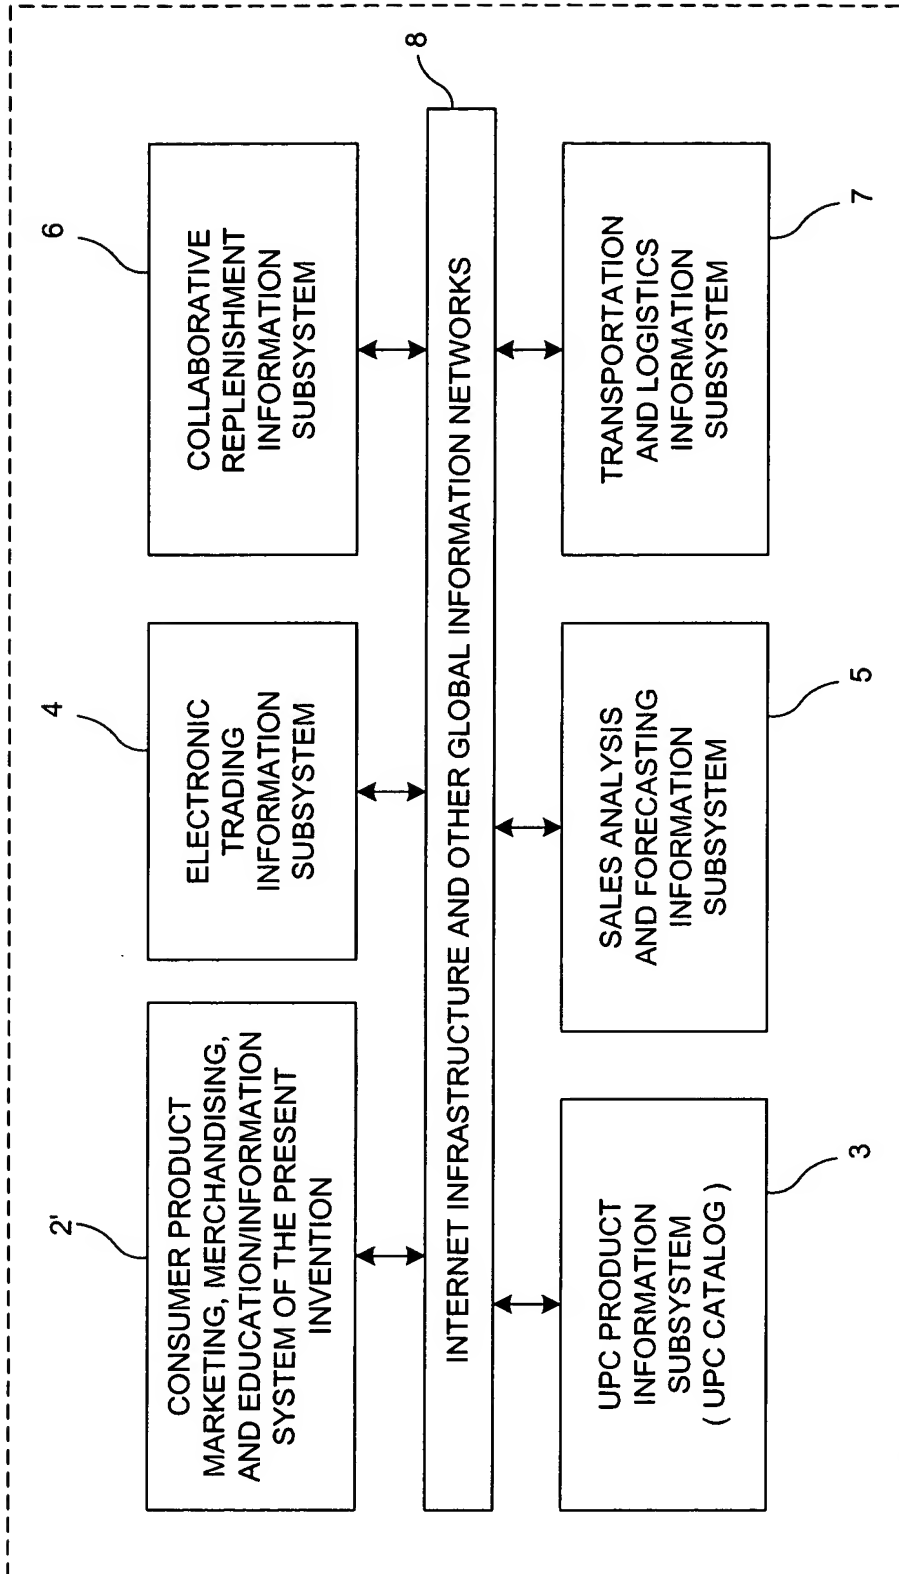 2'
CONSUMER PRODUCT
MARKETING, MERCHANDISING,
AND EDUCATION/INFORMATION
SYSTEM OF THE PRESENT
INVENTION
4
ELECTRONIC
TRADING
INFORMATION
SUBSYSTEM
6
COLLABORATIVE
REPLENISHMENT
INFORMATION
SUBSYSTEM
INTERNET INFRASTRUCTURE AND OTHER GLOBAL INFORMATION NETWORKS
8
UPC PRODUCT
INFORMATION
SUBSYSTEM
( UPC CATALOG )
3
SALES ANALYSIS
AND FORECASTING
INFORMATION
SUBSYSTEM
5
TRANSPORTATION
AND LOGISTICS
INFORMATION
SUBSYSTEM
7